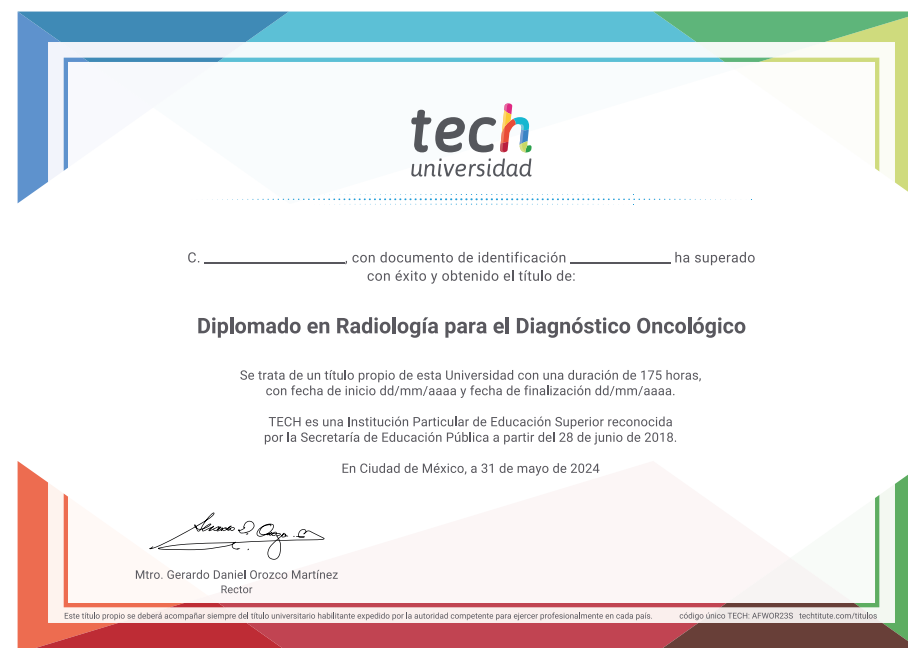 tech
universidad
C. ____________, con documento de identificación ____________ ha superado
con éxito y obtenido el título de:
Diplomado en Radiología para el Diagnóstico Oncológico
Se trata de un título propio de esta Universidad con una duración de 175 horas,
con fecha de inicio dd/mm/aaaa y fecha de finalización dd/mm/aaaa.
TECH es una Institución Particular de Educación Superior reconocida
por la Secretaría de Educación Pública a partir del 28 de junio de 2018.
En Ciudad de México, a 31 de mayo de 2024
Mtro. Gerardo Daniel Orozco Martínez
Rector
Este título propio se deberá acompañar siempre del título universitario habilitante expedido por la autoridad competente para ejercer profesionalmente en cada país. código único TECH: AFWOR23S techtitute.com/titulos